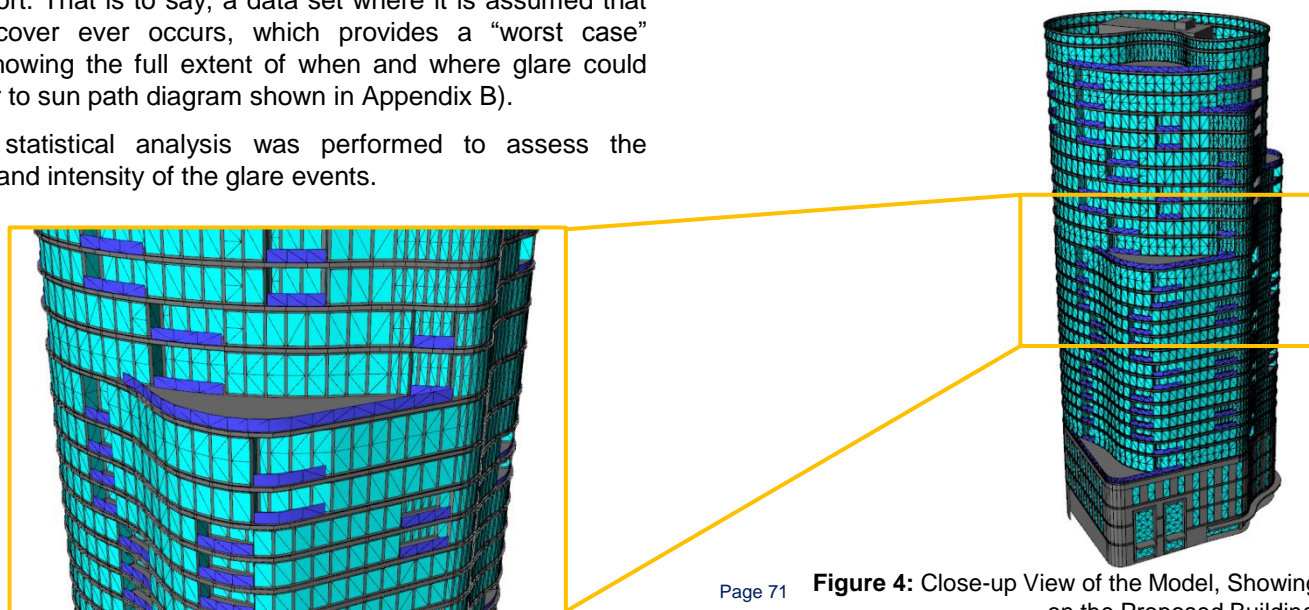 ort. That is to say, a data set where it is assumed that
cover ever occurs, which provides a “worst case”
howing the full extent of when and where glare could
r to sun path diagram shown in Appendix B).
statistical analysis was performed to assess the
and intensity of the glare events.
Page 71
Figure 4: Close-up View of the Model, Showing
on the Proposed Building